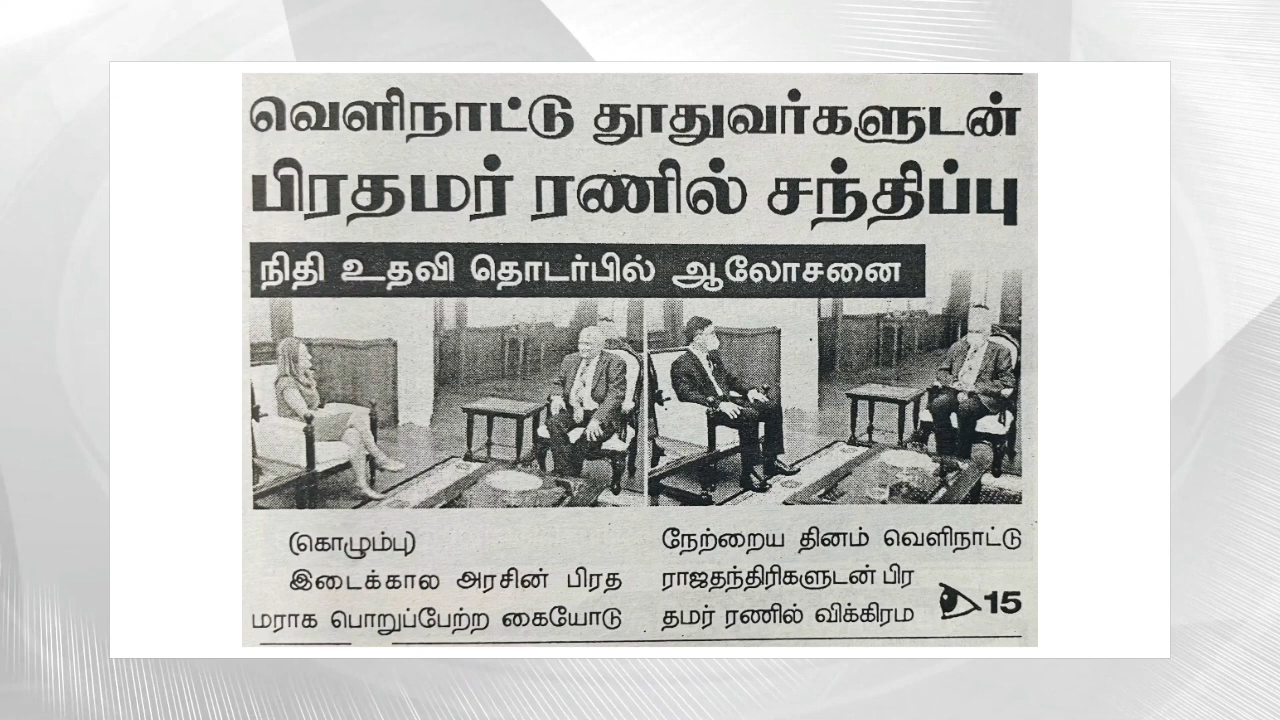 வெளிநாட்டு தூதுவர்களுடன்
பிரதமர் ரணில் சந்திப்பு
நிதி உதவி தொடர்பில் ஆலோசனை
(கொழும்பு)
இடைக்கால அரசின் பிரத
மராக பொறுப்பேற்ற கையோடு
நேற்றைய தினம் வெளிநாட்டு
ராஜதந்திரிகளுடன் பிர
தமர் ரணில் விக்கிரம
15